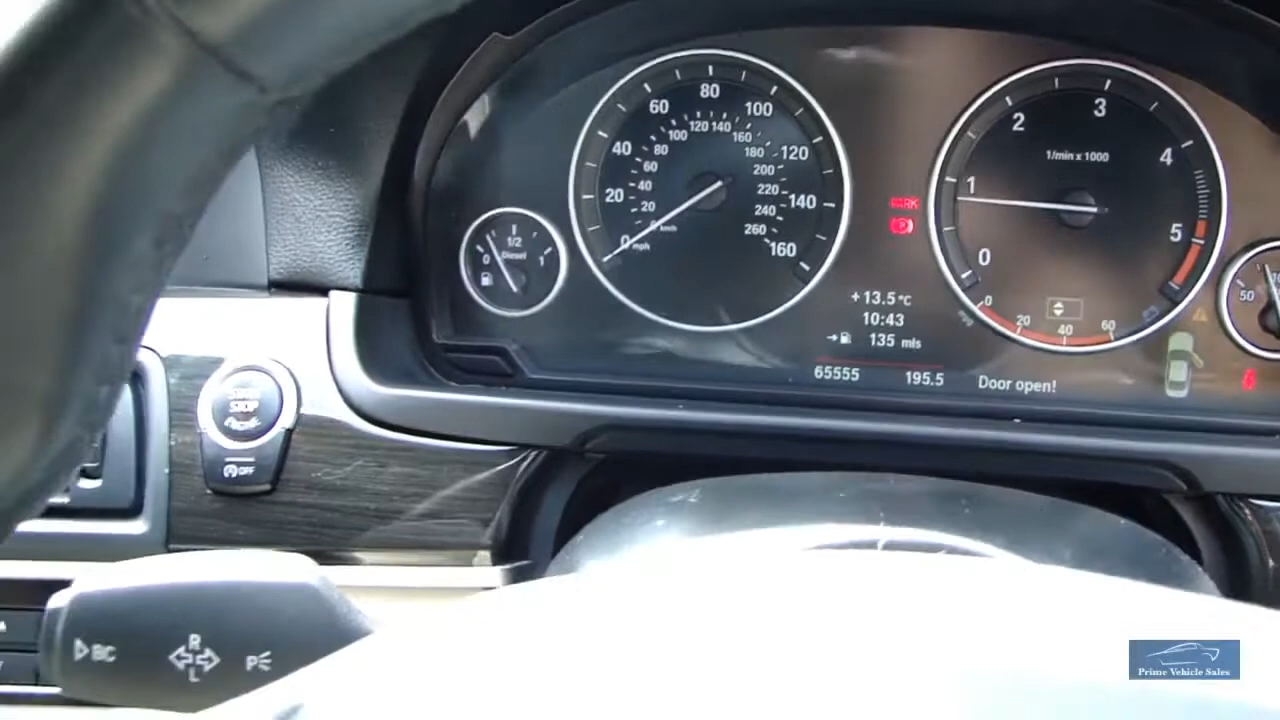 20 40 60 80 100 120 140 160
20 40 60 80 100 120 140 160 180 200 220 240 260
0 mph
0 km/h
0 1/2 1
Diesel
PARK
P
0 1 2 3 4 5
1/min x 1000
mpg 0 20 40 60
50
+13.5°C
10:43
135 mls
65555 195.5 Door open!
START
STOP
ENGINE
OFF
BC
R
L
P
Prime Vehicle Sales